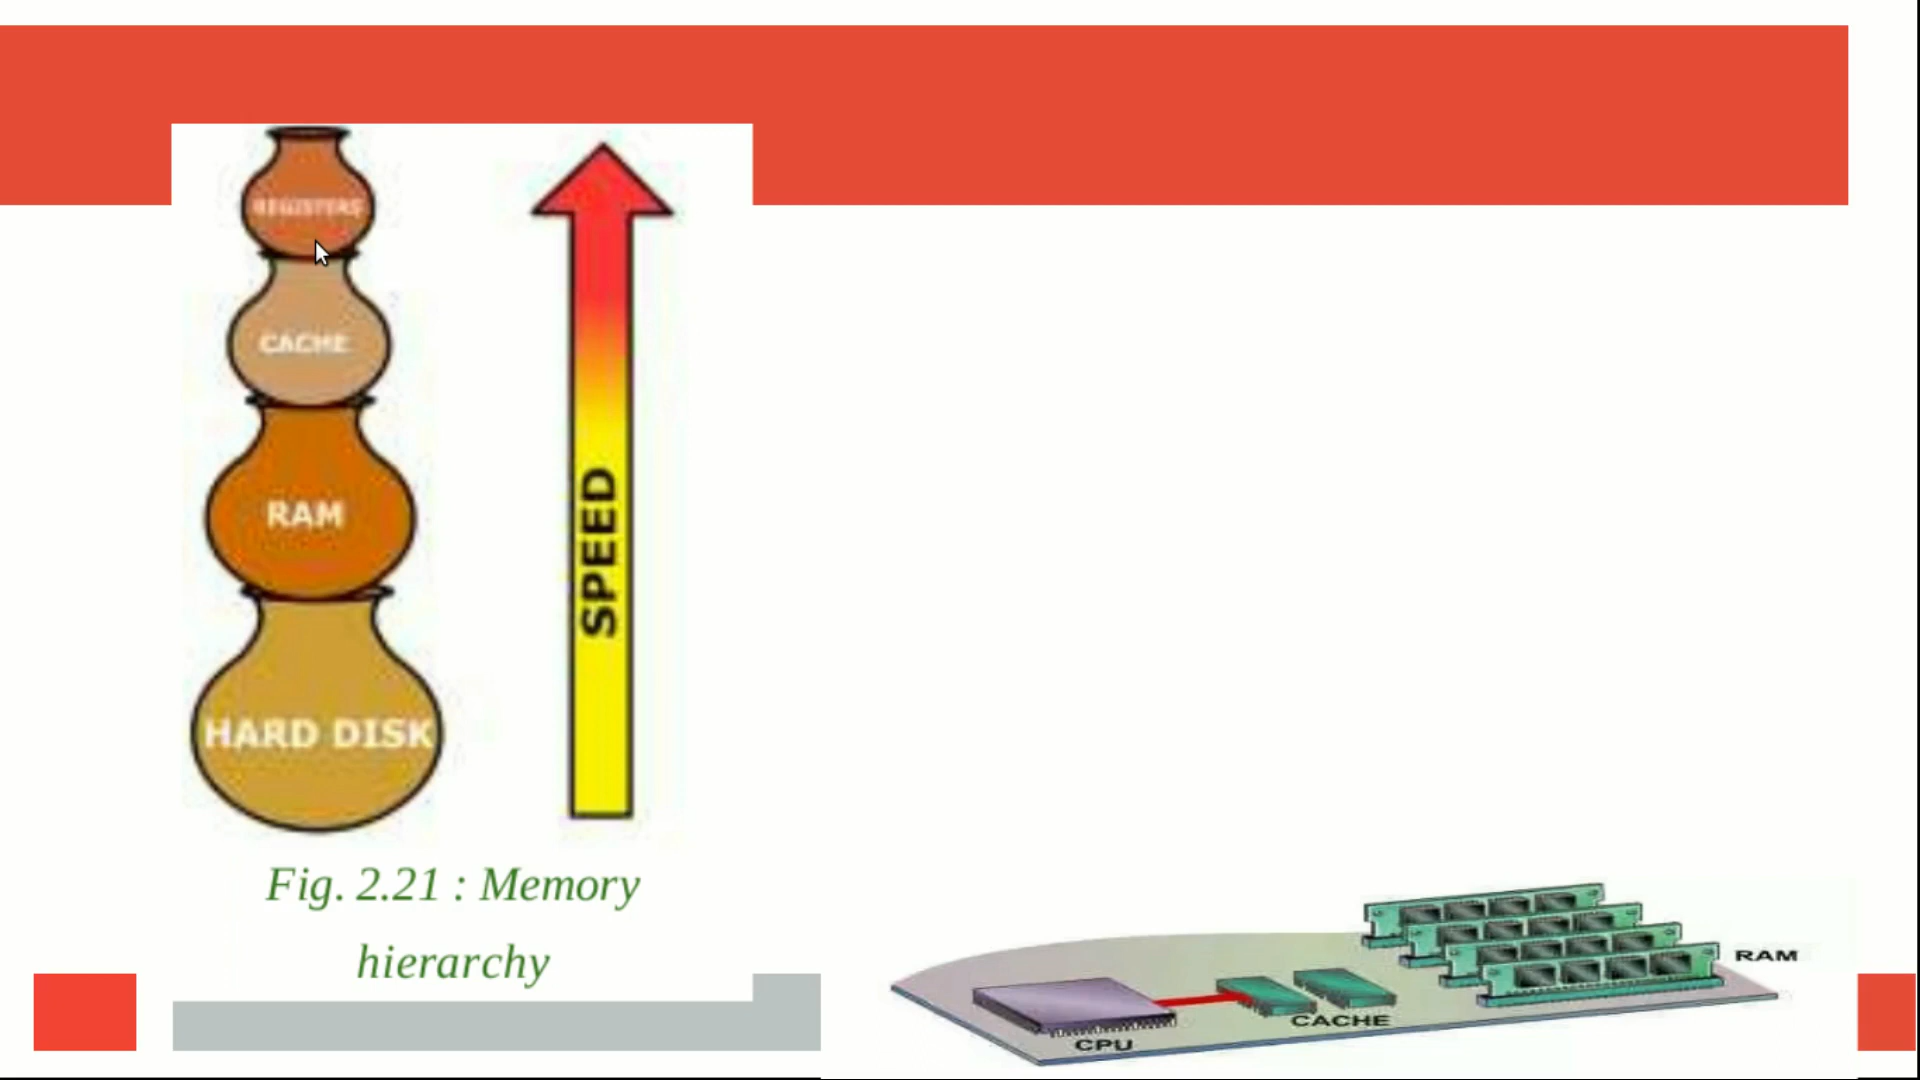 REGISTERS
CACHE
RAM
HARD DISK
SPEED
Fig. 2.21 : Memory
hierarchy
RAM
CACHE
CPU